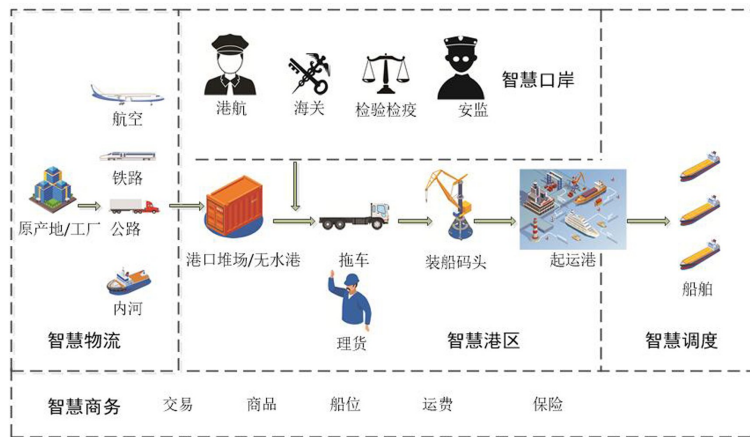 港航
海关
检验检疫
安监
智慧口岸
航空
铁路
原产地/工厂
公路
内河
智慧物流
港口堆场/无水港
拖车
装船码头
起运港
理货
智慧港区
船舶
智慧调度
智慧商务
交易
商品
船位
运费
保险